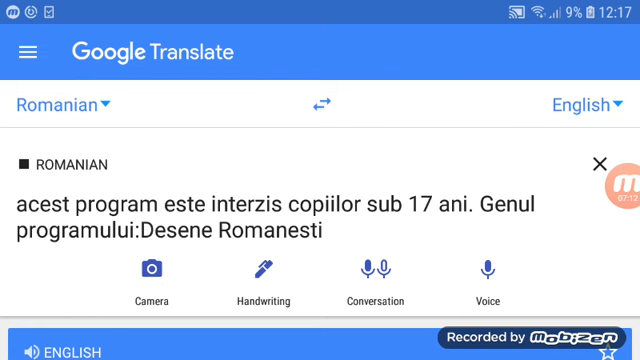 9% 12:17
Google Translate
Romanian English
ROMANIAN
acest program este interzis copiilor sub 17 ani. Genul
programului:Desene Romanesti
07:12
Camera Handwriting Conversation Voice
ENGLISH
Recorded by mobizen